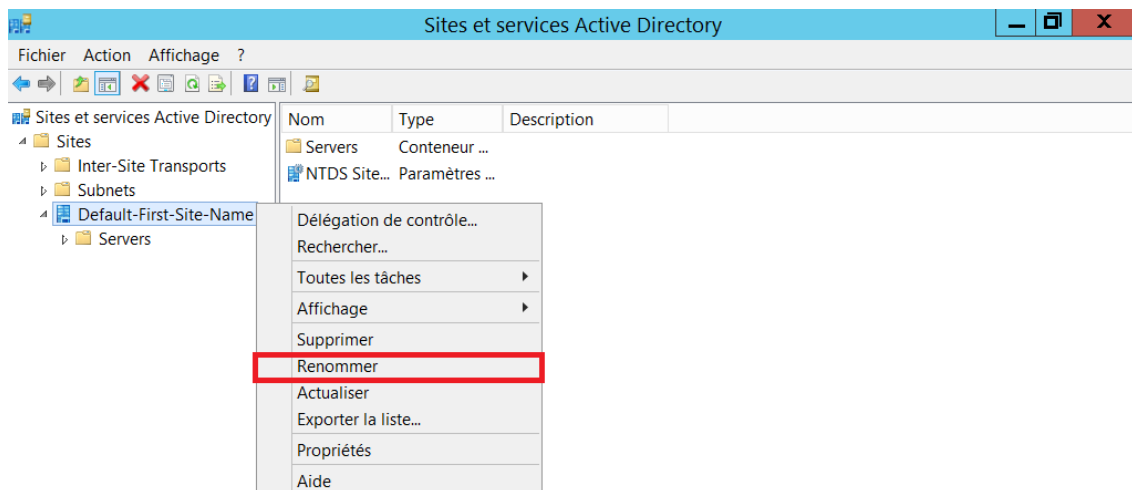 Sites et services Active Directory
Fichier Action Affichage ?
Sites et services Active Directory
Sites
Inter-Site Transports
Subnets
Default-First-Site-Name
Servers
Nom Type Description
Servers Conteneur ...
NTDS Site... Paramètres ...
Délégation de contrôle...
Rechercher...
Toutes les tâches
Affichage
Supprimer
Renommer
Actualiser
Exporter la liste...
Propriétés
Aide